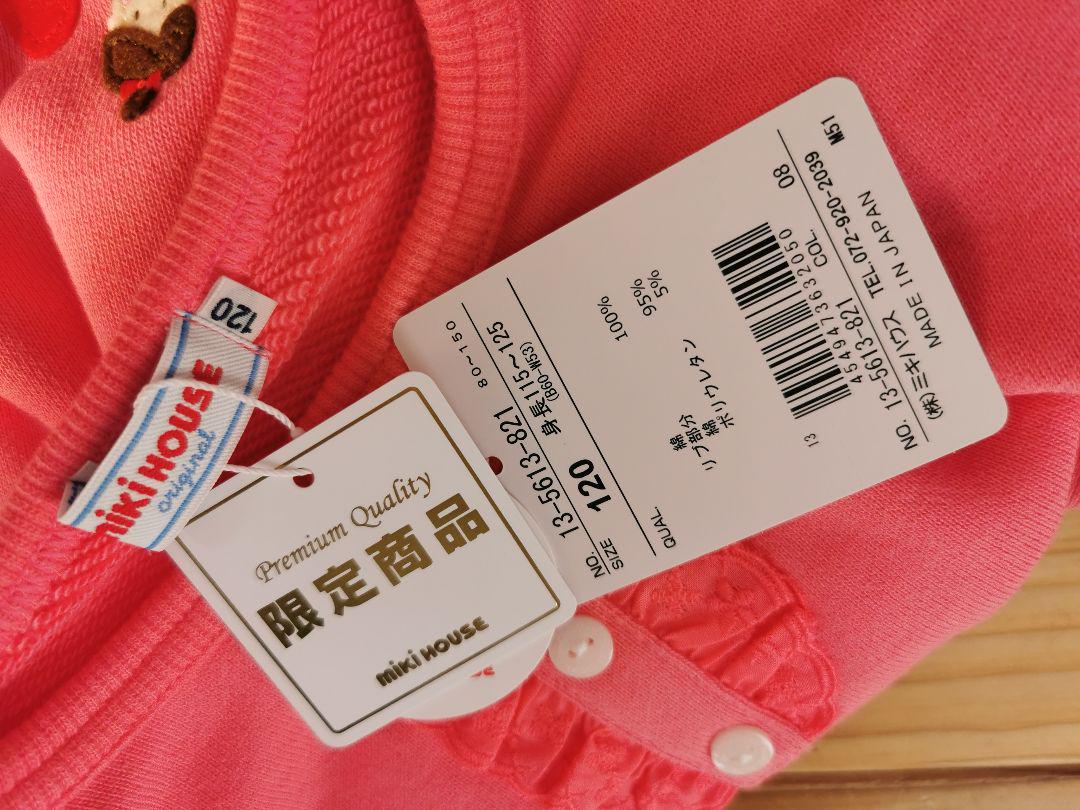 120
miki HOUSE
original
Premium Quality
限定商品
miki HOUSE
80~150
NO. 13-5613-821
SIZE 120 身長115~125
(B60-W53)
QUAL.
綿 100%
リブ部分
綿 95%
ポリウレタン 5%
13
4549473632050
COL. 08
NO. 13-5613-821
(株)ミキハウス TEL.072-920-2039
MADE IN JAPAN M51